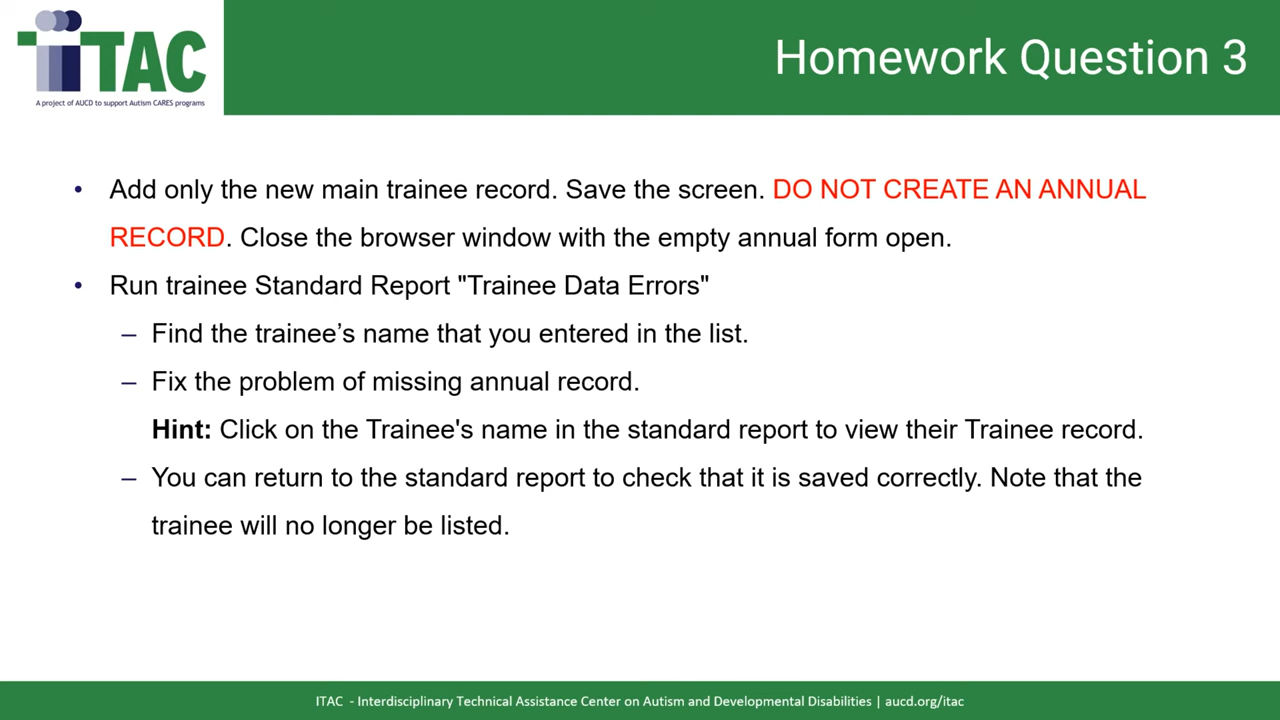 iTAC
A project of AUCD to support Autism CARES programs
Homework Question 3
• Add only the new main trainee record. Save the screen. DO NOT CREATE AN ANNUAL
RECORD. Close the browser window with the empty annual form open.
• Run trainee Standard Report "Trainee Data Errors"
– Find the trainee’s name that you entered in the list.
– Fix the problem of missing annual record.
Hint: Click on the Trainee's name in the standard report to view their Trainee record.
– You can return to the standard report to check that it is saved correctly. Note that the
trainee will no longer be listed.
ITAC - Interdisciplinary Technical Assistance Center on Autism and Developmental Disabilities | aucd.org/itac